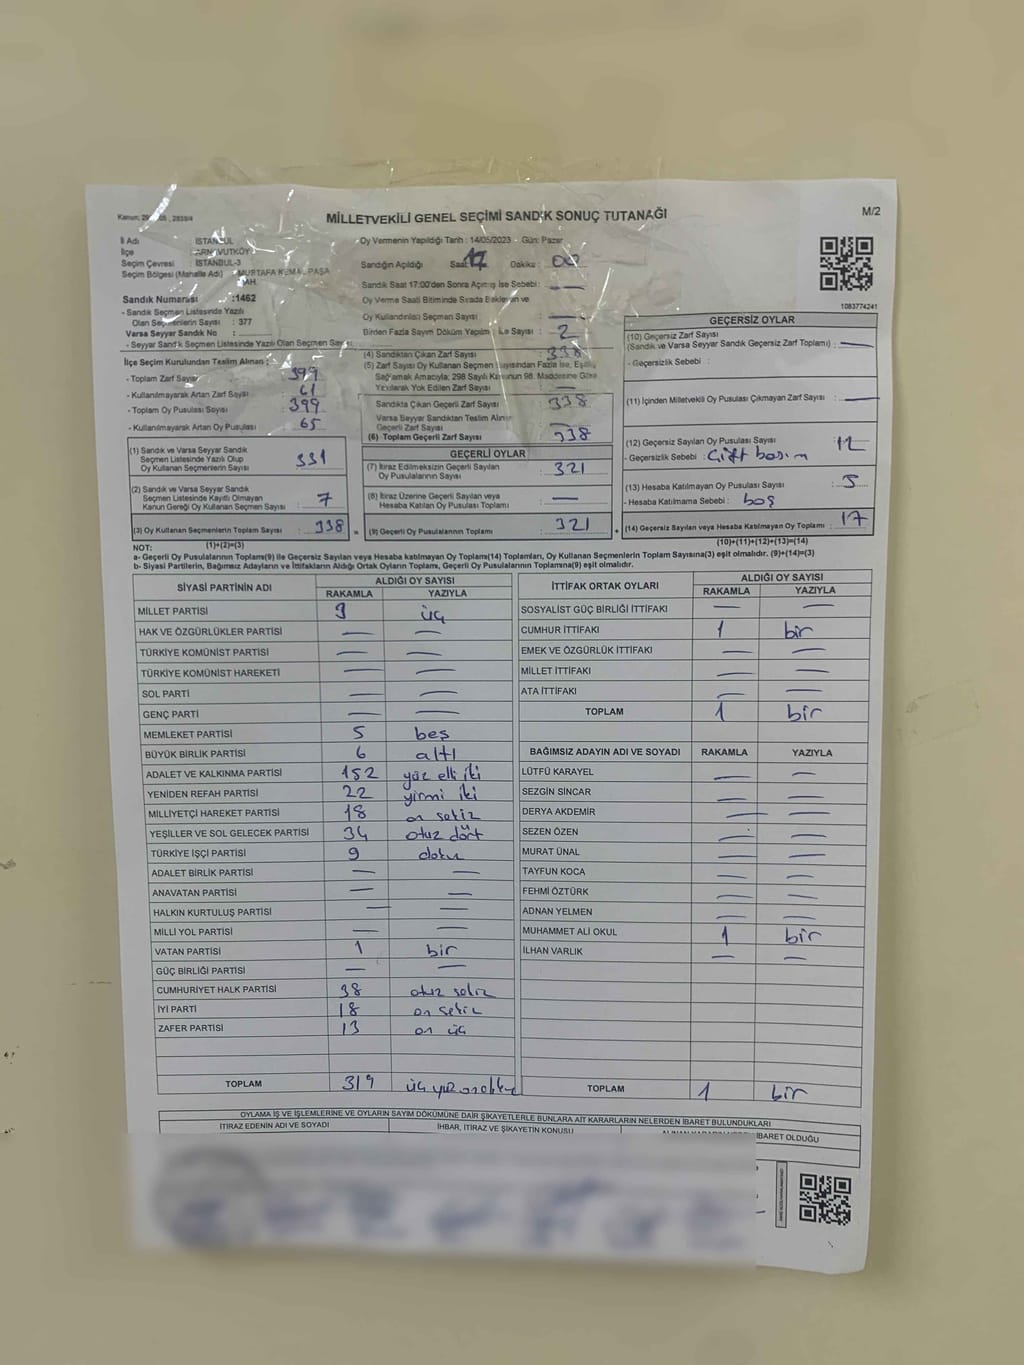 MİLLETVEKİLİ GENEL SEÇİMİ SANDIK SONUÇ TUTANAĞI
M/2
İl Adı İSTANBUL
İlçe
Seçim Çevresi İSTANBUL-3
Seçim Bölgesi (Mahalle Adı) : MUSTAFA KEMAL PAŞA MAH.
Sandık Numarası :1462
- Sandık Seçmen Listesinde Yazılı
Olan Seçmenlerin Sayısı : 377
Varsa Seyyar Sandık No :
- Seyyar Sandık Seçmen Listesinde Yazılı Olan Seçmen Sayısı
Oy Vermenin Yapıldığı Tarih : 14/05/2023 - Gün: Pazar
Sandığın Açıldığı Saat 17 Dakika : 00
Sandık Saat 17:00'den Sonra Açılmış İse Sebebi : —
Oy Verme Saati Bitiminde Sırada Bekleyen ve
Oy Kullandırılan Seçmen Sayısı : —
Birden Fazla Sayım Döküm Yapılmış İse Sayısı : 2
1083774241
İlçe Seçim Kurulundan Teslim Alınan :
- Toplam Zarf Sayısı 399
- Kullanılmayarak Artan Zarf Sayısı : 61
- Toplam Oy Pusulası Sayısı : 399
- Kullanılmayarak Artan Oy Pusulası : 65
(1) Sandık ve Varsa Seyyar Sandık
Seçmen Listesinde Yazılı Olup
Oy Kullanan Seçmenlerin Sayısı : 331
(2) Sandık ve Varsa Seyyar Sandık
Seçmen Listesinde Kayıtlı Olmayan
Kanun Gereği Oy Kullanan Seçmen Sayısı : 7
(3) Oy Kullanan Seçmenlerin Toplam Sayısı : 338
(1)+(2)=(3)
(4) Sandıktan Çıkan Zarf Sayısı : 338
(5) Zarf Sayısı Oy Kullanan Seçmen Sayısından Fazla İse, Eşitliği
Sağlamak Amacıyla, 298 Sayılı Kanunun 98. Maddesine Göre
Yakılarak Yok Edilen Zarf Sayısı : —
Sandıkta Çıkan Geçerli Zarf Sayısı : 338
Varsa Seyyar Sandıktan Teslim Alınan
Geçerli Zarf Sayısı :
(6) Toplam Geçerli Zarf Sayısı : 338
GEÇERLİ OYLAR
(7) İtiraz Edilmeksizin Geçerli Sayılan
Oy Pusulalarının Sayısı : 321
(8) İtiraz Üzerine Geçerli Sayılan veya
Hesaba Katılan Oy Pusulası Toplamı : —
(9) Geçerli Oy Pusulalarının Toplamı : 321
GEÇERSİZ OYLAR
(10) Geçersiz Zarf Sayısı
(Sandık ve Varsa Seyyar Sandık Geçersiz Zarf Toplamı) : —
- Geçersizlik Sebebi :
(11) İçinden Milletvekili Oy Pusulası Çıkmayan Zarf Sayısı : —
(12) Geçersiz Sayılan Oy Pusulası Sayısı : 12
- Geçersizlik Sebebi : Çift basım
(13) Hesaba Katılmayan Oy Pusulası Sayısı : 5
- Hesaba Katılmama Sebebi : boş
(14) Geçersiz Sayılan veya Hesaba Katılmayan Oy Toplamı : 17
(10)+(11)+(12)+(13)=(14)
NOT:
a- Geçerli Oy Pusulalarının Toplamı(9) ile Geçersiz Sayılan veya Hesaba katılmayan Oy Toplamı(14) Toplamları, Oy Kullanan Seçmenlerin Toplam Sayısına(3) eşit olmalıdır. (9)+(14)=(3)
b- Siyasi Partilerin, Bağımsız Adayların ve İttifakların Aldığı Ortak Oyların Toplamı, Geçerli Oy Pusulalarının Toplamına(9) eşit olmalıdır.
SİYASİ PARTİNİN ADI ALDIĞI OY SAYISI
RAKAMLA YAZIYLA
MİLLET PARTİSİ 3 üç
HAK VE ÖZGÜRLÜKLER PARTİSİ — —
TÜRKİYE KOMÜNİST PARTİSİ — —
TÜRKİYE KOMÜNİST HAREKETİ — —
SOL PARTİ — —
GENÇ PARTİ — —
MEMLEKET PARTİSİ 5 beş
BÜYÜK BİRLİK PARTİSİ 6 altı
ADALET VE KALKINMA PARTİSİ 152 yüz elli iki
YENİDEN REFAH PARTİSİ 22 yirmi iki
MİLLİYETÇİ HAREKET PARTİSİ 18 on sekiz
YEŞİLLER VE SOL GELECEK PARTİSİ 34 otuz dört
TÜRKİYE İŞÇİ PARTİSİ 9 dokuz
ADALET BİRLİK PARTİSİ — —
ANAVATAN PARTİSİ — —
HALKIN KURTULUŞ PARTİSİ — —
MİLLİ YOL PARTİSİ — —
VATAN PARTİSİ 1 bir
GÜÇ BİRLİĞİ PARTİSİ — —
CUMHURİYET HALK PARTİSİ 38 otuz sekiz
İYİ PARTİ 18 on sekiz
ZAFER PARTİSİ 13 on üç
TOPLAM 319 üç yüz on dokuz
İTTİFAK ORTAK OYLARI ALDIĞI OY SAYISI
RAKAMLA YAZIYLA
SOSYALİST GÜÇ BİRLİĞİ İTTİFAKI — —
CUMHUR İTTİFAKI 1 bir
EMEK VE ÖZGÜRLÜK İTTİFAKI — —
MİLLET İTTİFAKI — —
ATA İTTİFAKI — —
TOPLAM 1 bir
BAĞIMSIZ ADAYIN ADI VE SOYADI RAKAMLA YAZIYLA
LÜTFÜ KARAYEL — —
SEZGİN SİNCAR — —
DERYA AKDEMİR — —
SEZEN ÖZEN — —
MURAT ÜNAL — —
TAYFUN KOCA — —
FEHMİ ÖZTÜRK — —
ADNAN YELMEN — —
MUHAMMET ALİ OKUL 1 bir
İLHAN VARLIK — —
TOPLAM 1 bir
OYLAMA İŞ VE İŞLEMLERİNE VE OYLARIN SAYIM DÖKÜMÜNE DAİR ŞİKAYETLERLE BUNLARA AİT KARARLARIN NELERDEN İBARET BULUNDUKLARI
İTİRAZ EDENİN ADI VE SOYADI
İHBAR, İTİRAZ VE ŞİKAYETİN KONUSU
İBARET OLDUĞU